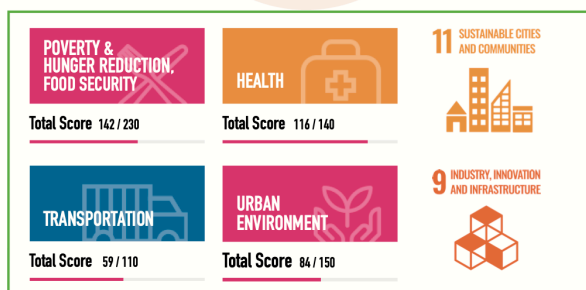 POVERTY &
HUNGER REDUCTION,
FOOD SECURITY
Total Score 142 / 230
HEALTH
Total Score 116 / 140
TRANSPORTATION
Total Score 59 / 110
URBAN
ENVIRONMENT
Total Score 84 / 150
11 SUSTAINABLE CITIES
AND COMMUNITIES
9 INDUSTRY, INNOVATION
AND INFRASTRUCTURE